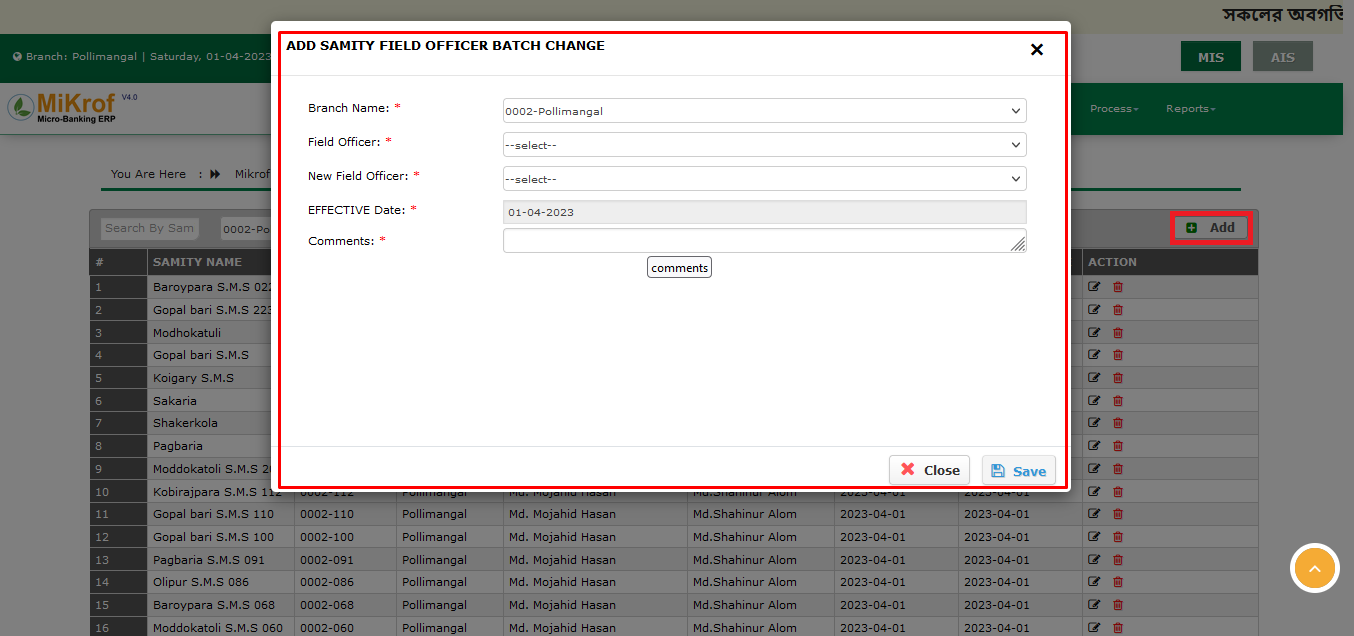 সকলের অবগতি
Branch: Pollimangal | Saturday, 01-04-2023
MIS
AIS
MiKrof V4.0
Micro-Banking ERP
Process
Reports
You Are Here : Mikrof
Search By Sam
0002-Po
Add
ADD SAMITY FIELD OFFICER BATCH CHANGE
Branch Name: *
0002-Pollimangal
Field Officer: *
--select--
New Field Officer: *
--select--
EFFECTIVE Date: *
01-04-2023
Comments: *
comments
Close
Save
# SAMITY NAME ACTION
1 Baroypara S.M.S 022
2 Gopal bari S.M.S 223
3 Modhokatuli
4 Gopal bari S.M.S
5 Koigary S.M.S
6 Sakaria
7 Shakerkola
8 Pagbaria
9 Moddokatoli S.M.S 20
10 Kobirajpara S.M.S 112 0002-112 Pollimangal Md. Mojahid Hasan Md.Shahinur Alom 2023-04-01 2023-04-01
11 Gopal bari S.M.S 110 0002-110 Pollimangal Md. Mojahid Hasan Md.Shahinur Alom 2023-04-01 2023-04-01
12 Gopal bari S.M.S 100 0002-100 Pollimangal Md. Mojahid Hasan Md.Shahinur Alom 2023-04-01 2023-04-01
13 Pagbaria S.M.S 091 0002-091 Pollimangal Md. Mojahid Hasan Md.Shahinur Alom 2023-04-01 2023-04-01
14 Olipur S.M.S 086 0002-086 Pollimangal Md. Mojahid Hasan Md.Shahinur Alom 2023-04-01 2023-04-01
15 Baroypara S.M.S 068 0002-068 Pollimangal Md. Mojahid Hasan Md.Shahinur Alom 2023-04-01 2023-04-01
16 Moddokatoli S.M.S 060 0002-060 Pollimangal Md. Mojahid Hasan Md.Shahinur Alom 2023-04-01 2023-04-01